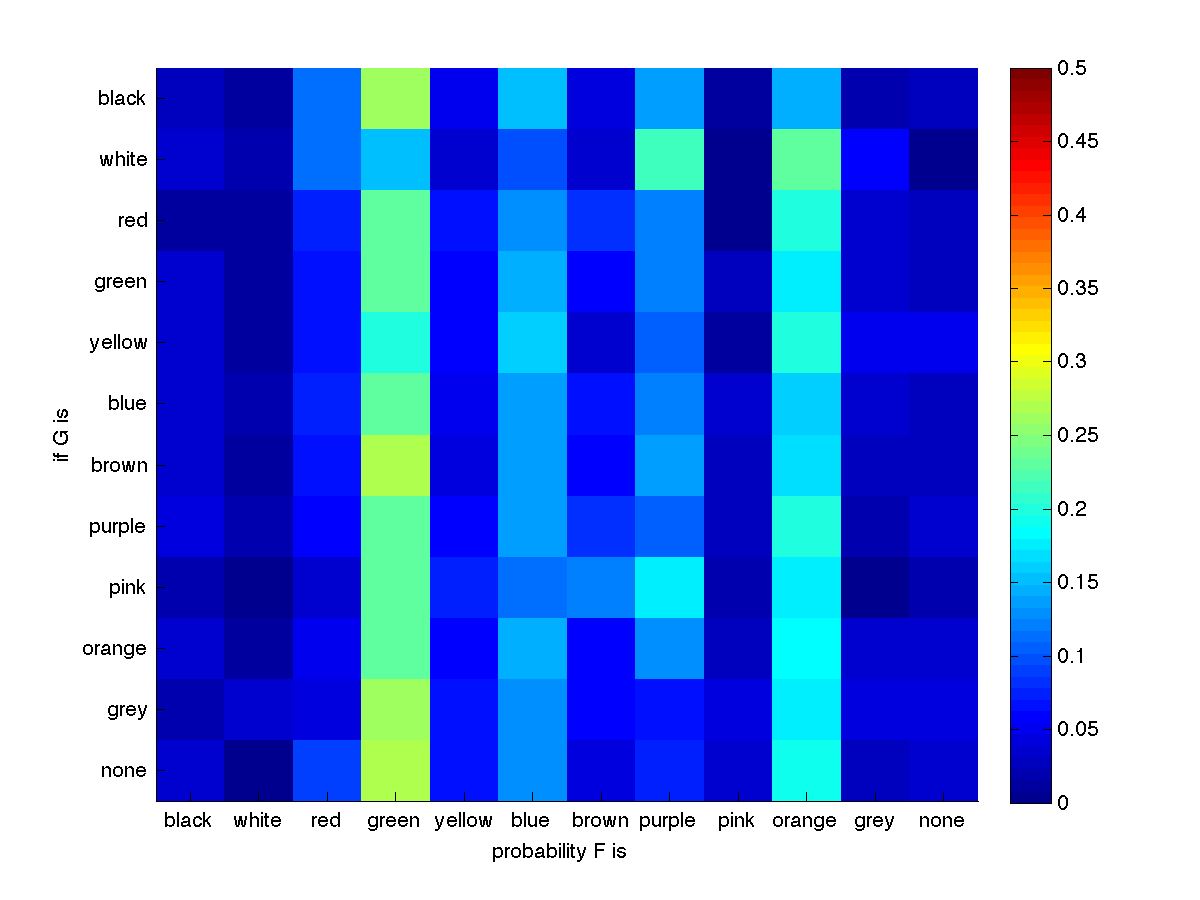 black
white
red
green
yellow
blue
brown
purple
pink
orange
grey
none
if G is
black white red green yellow blue brown purple pink orange grey none
probability F is
0.5
0.45
0.4
0.35
0.3
0.25
0.2
0.15
0.1
0.05
0